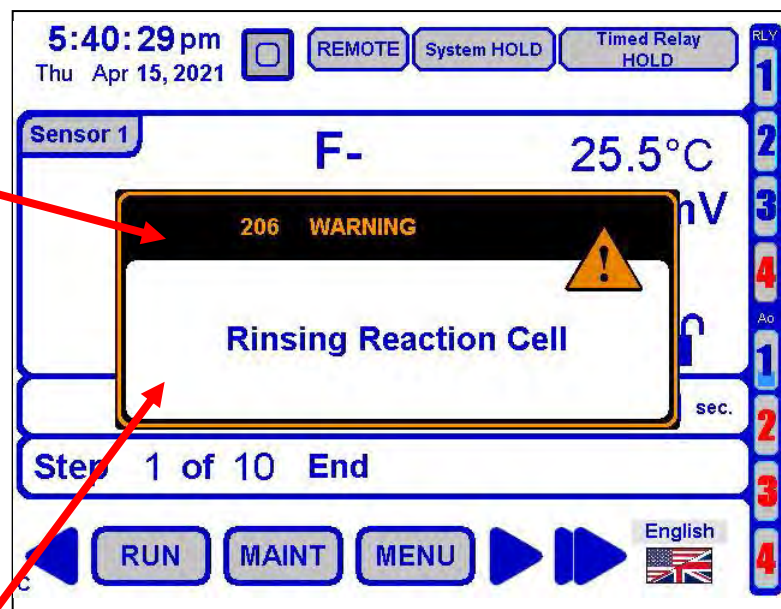 5:40:29 pm
Thu Apr 15, 2021
REMOTE
System HOLD
Timed Relay
HOLD
RLY
1
2
3
4
Ao
1
2
3
4
Sensor 1
F-
25.5°C
mV
206 WARNING
!
Rinsing Reaction Cell
sec.
Step 1 of 10 End
C
RUN
MAINT
MENU
English